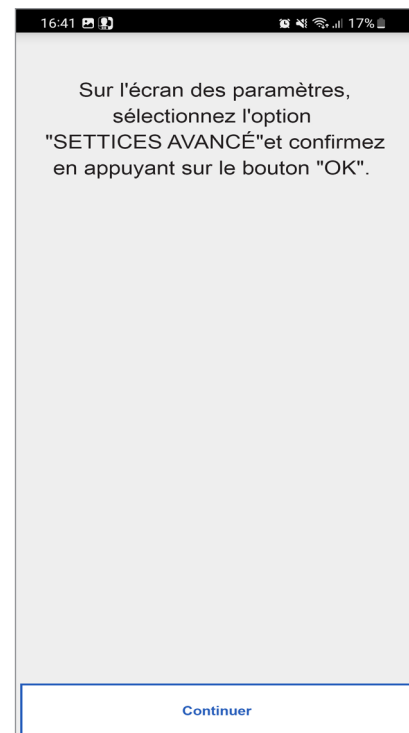 16:41 17%
Sur l'écran des paramètres,
sélectionnez l'option
"SETTICES AVANCÉ"et confirmez
en appuyant sur le bouton "OK".
Continuer